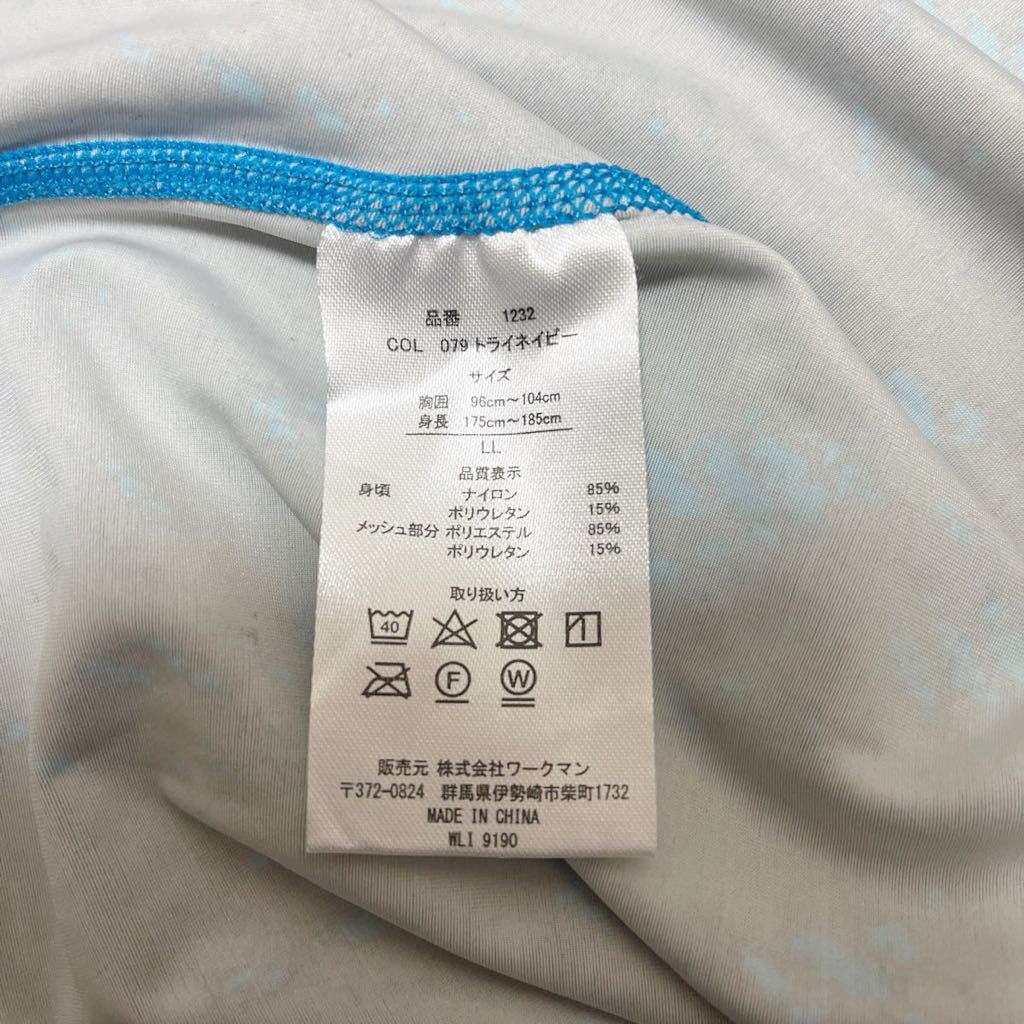 品番 1232
COL 079 トライネイビー
サイズ
胸囲 96cm～104cm
身長 175cm～185cm
LL
品質表示
身頃 ナイロン 85%
ポリウレタン 15%
メッシュ部分 ポリエステル 85%
ポリウレタン 15%
取り扱い方
40
F W
販売元 株式会社ワークマン
〒372-0824 群馬県伊勢崎市柴町1732
MADE IN CHINA
WLI 9190